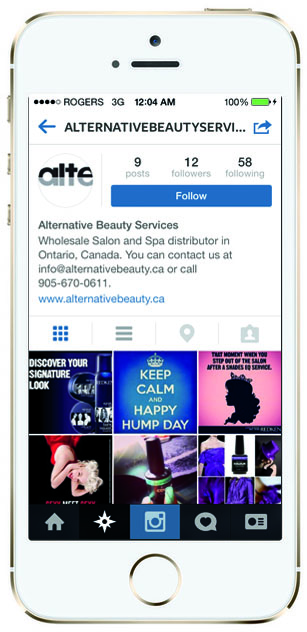 ROGERS 3G 12:04 AM 100%
ALTERNATIVEBEAUTYSERVI...
alte
9 12 58
posts followers following
Follow
Alternative Beauty Services
Wholesale Salon and Spa distributor in
Ontario, Canada. You can contact us at
info@alternativebeauty.ca or call
905-670-0611.
www.alternativebeauty.ca
DISCOVER YOUR
SIGNATURE
LOOK
KEEP
CALM
AND
HAPPY
HUMP DAY
THAT MOMENT WHEN YOU
STEP OUT OF THE SALON
AFTER A SHADES EQ SERVICE.
REDKEN